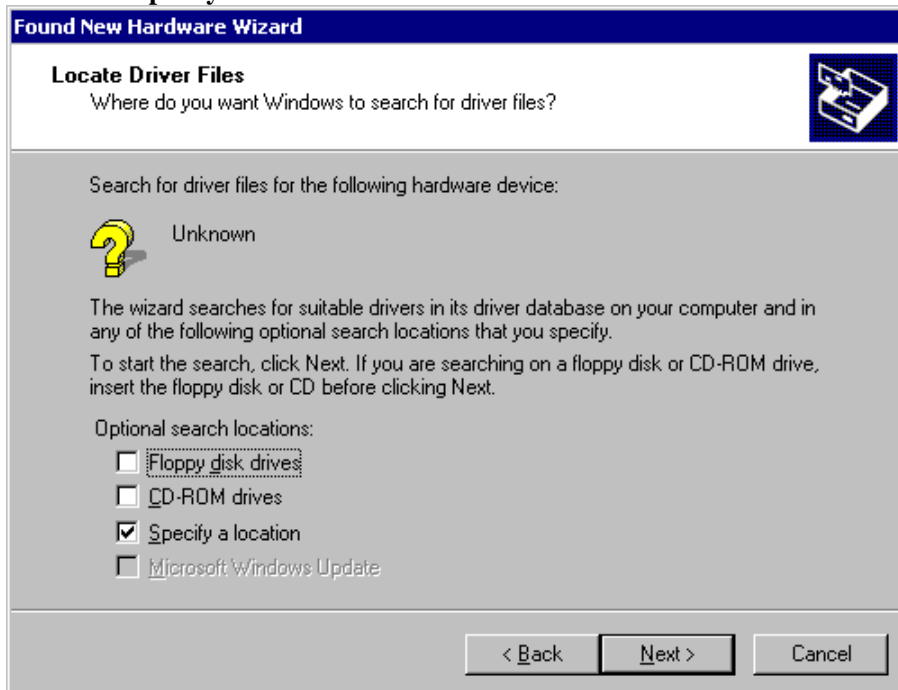 Found New Hardware Wizard
Locate Driver Files
Where do you want Windows to search for driver files?
Search for driver files for the following hardware device:
Unknown
The wizard searches for suitable drivers in its driver database on your computer and in
any of the following optional search locations that you specify.
To start the search, click Next. If you are searching on a floppy disk or CD-ROM drive,
insert the floppy disk or CD before clicking Next.
Optional search locations:
Floppy disk drives
CD-ROM drives
Specify a location
Microsoft Windows Update
< Back
Next >
Cancel